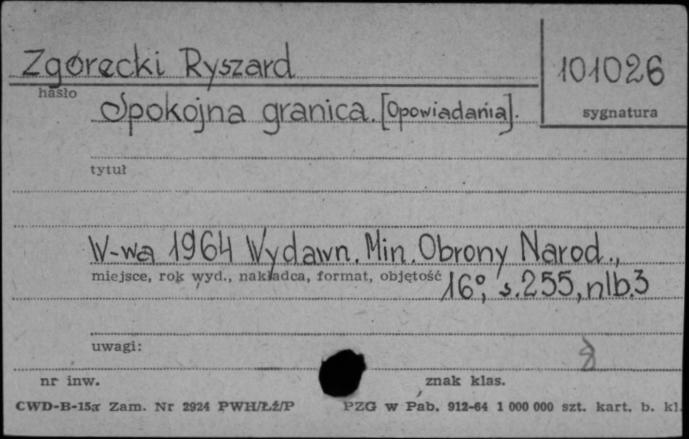 Zgórecki Ryszard
101026
hasło
sygnatura
Spokojna granica. [Opowiadania].
tytuł
W-wa 1964 Wydawn. Min. Obrony Narod.,
miejsce, rok wyd., nakładca, format, objętość
16°, s. 255, nlb. 3
uwagi:
8
nr inw.
znak klas.
CWD-B-15a Zam. Nr 2924 PWH/Łź/P
PZG w Pab. 912-64 1 000 000 szt. kart. b. kl.